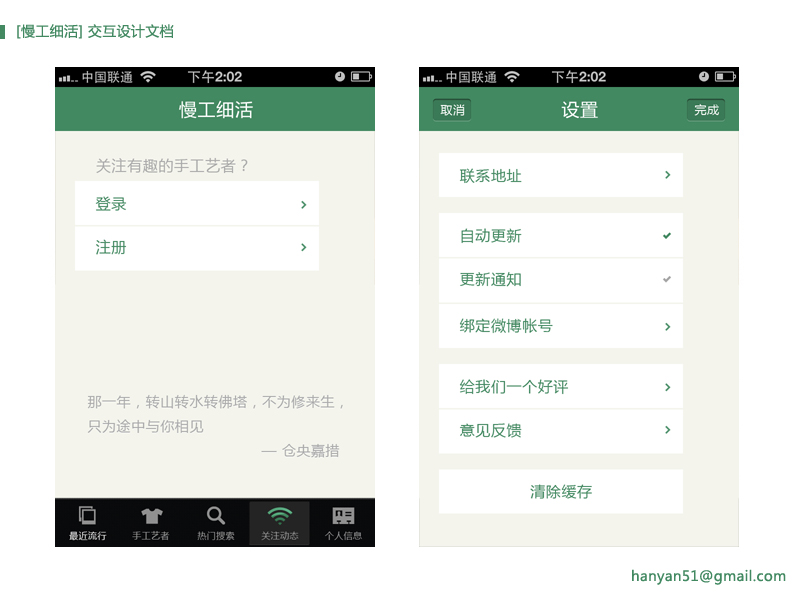 [慢工细活] 交互设计文档
中国联通 下午2:02
慢工细活
关注有趣的手工艺者？
登录
注册
那一年，转山转水转佛塔，不为修来生，
只为途中与你相见
— 仓央嘉措
最近流行 手工艺者 热门搜索 关注动态 个人信息
中国联通 下午2:02
取消 设置 完成
联系地址
自动更新
更新通知
绑定微博帐号
给我们一个好评
意见反馈
清除缓存
hanyan51@gmail.com